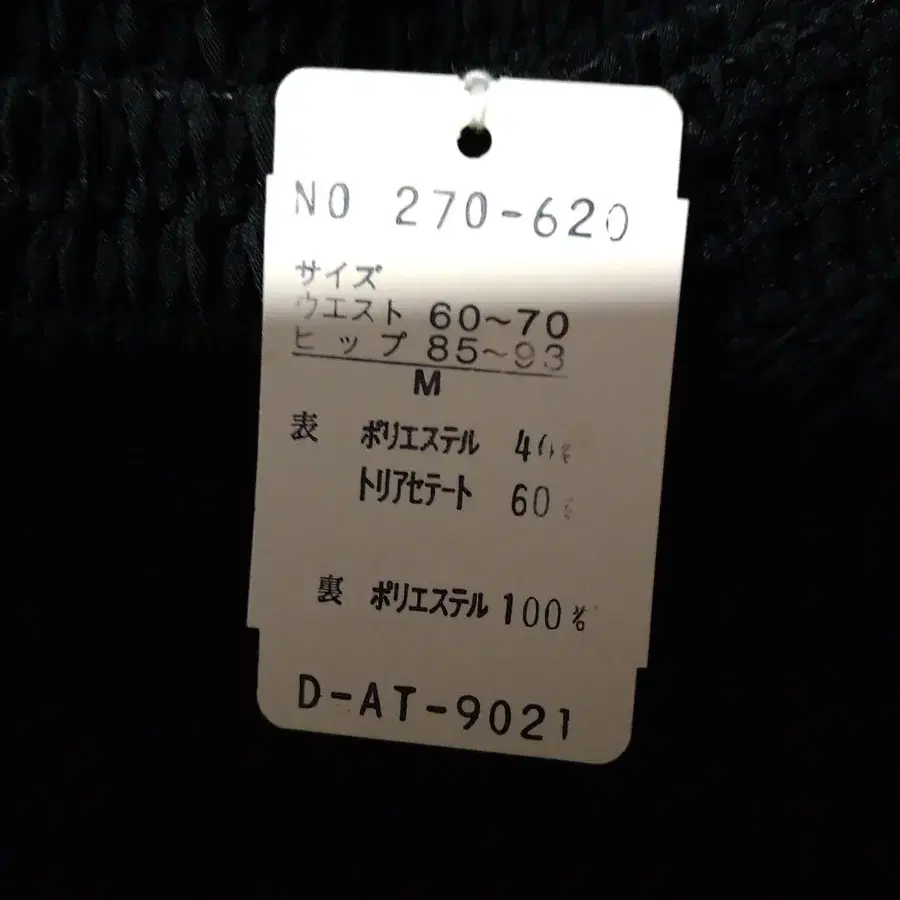 NO 270-620
サイズ
ウエスト 60~70
ヒップ 85~93
M
表 ポリエステル 40%
トリアセテート 60%
裏 ポリエステル 100%
D-AT-9021